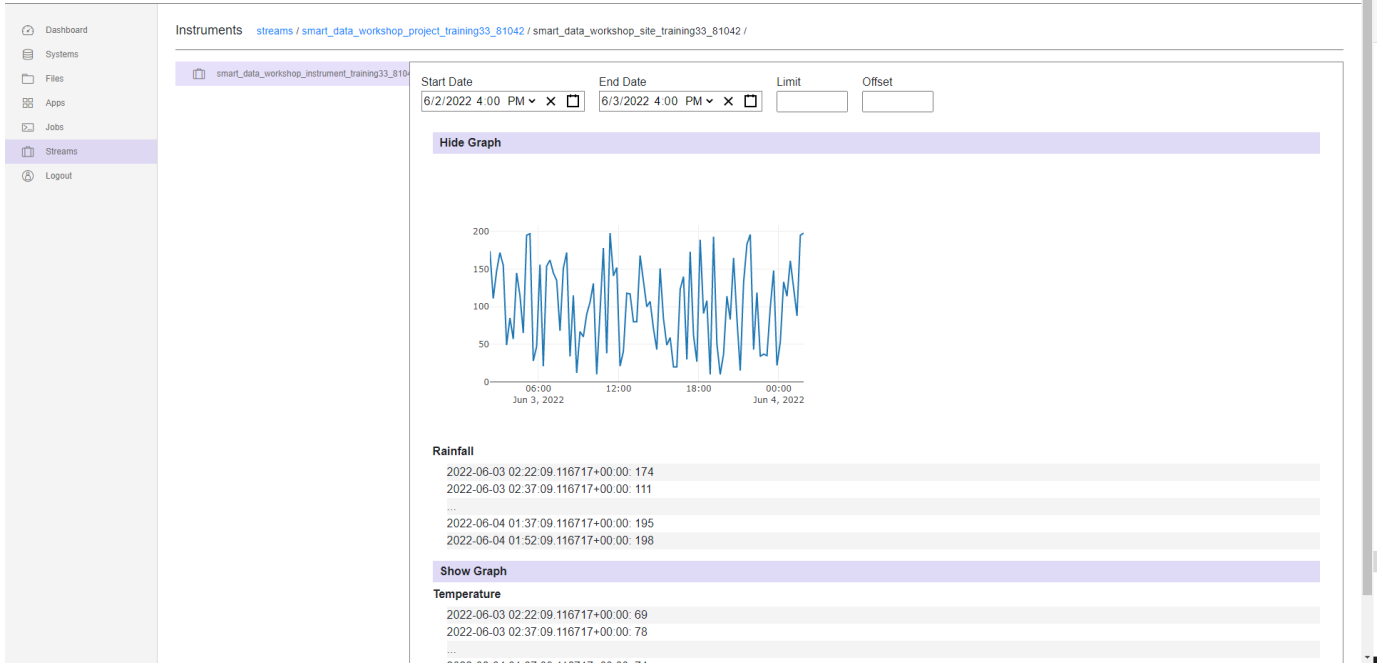 Dashboard
Systems
Files
Apps
Jobs
Streams
Logout
Instruments streams / smart_data_workshop_project_training33_81042 / smart_data_workshop_site_training33_81042 /
smart_data_workshop_instrument_training33_810
Start Date End Date Limit Offset
6/2/2022 4:00 PM 6/3/2022 4:00 PM
Hide Graph
200
150
100
50
0
06:00 12:00 18:00 00:00
Jun 3, 2022 Jun 4, 2022
Rainfall
2022-06-03 02:22:09.116717+00:00: 174
2022-06-03 02:37:09.116717+00:00: 111
...
2022-06-04 01:37:09.116717+00:00: 195
2022-06-04 01:52:09.116717+00:00: 198
Show Graph
Temperature
2022-06-03 02:22:09.116717+00:00: 69
2022-06-03 02:37:09.116717+00:00: 78
...